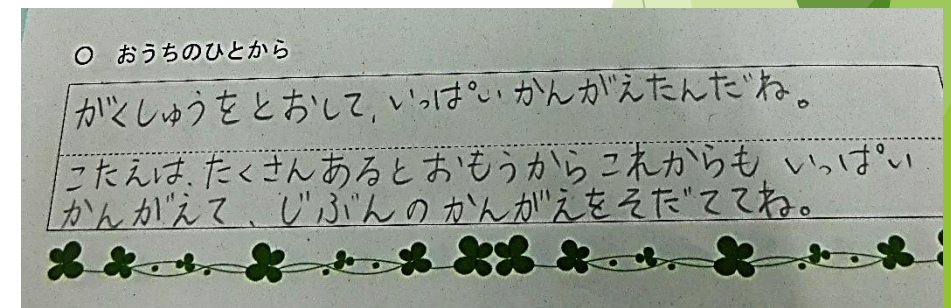 ○ おうちのひとから
がくしゅうをとおして、いっぱいかんがえたんだね。
こたえは、たくさんあるとおもうからこれからも いっぱい
かんがえて、じぶんのかんがえをそだててね。